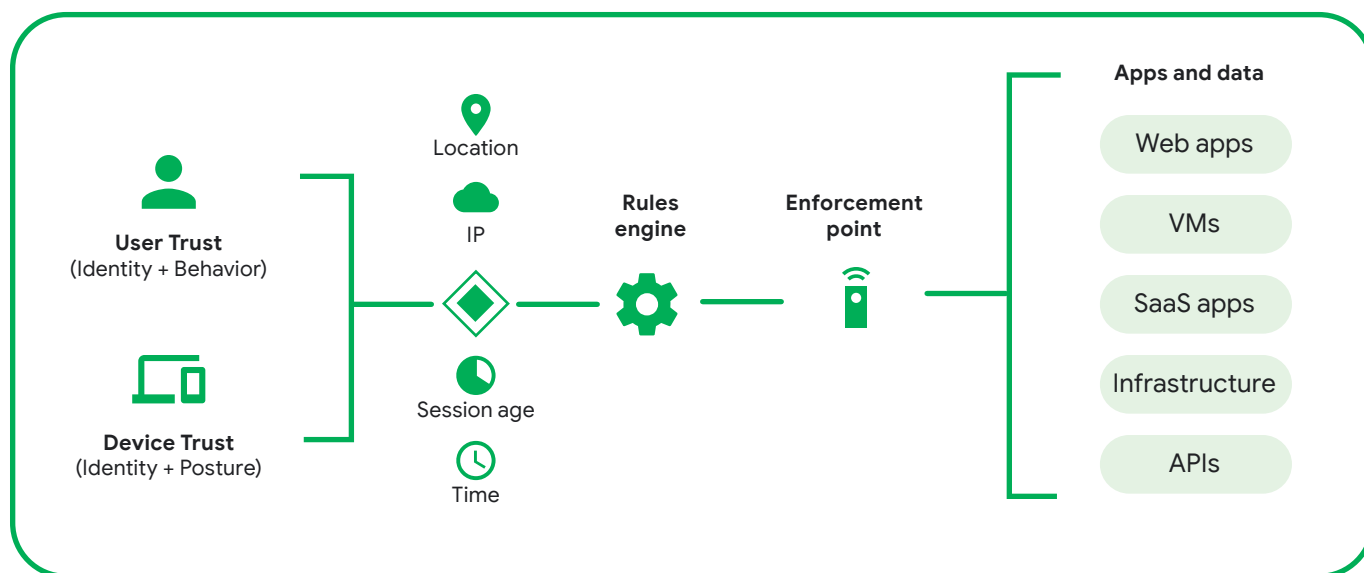 User Trust
(Identity + Behavior)
Device Trust
(Identity + Posture)
Location
IP
Session age
Time
Rules
engine
Enforcement
point
Apps and data
Web apps
VMs
SaaS apps
Infrastructure
APIs